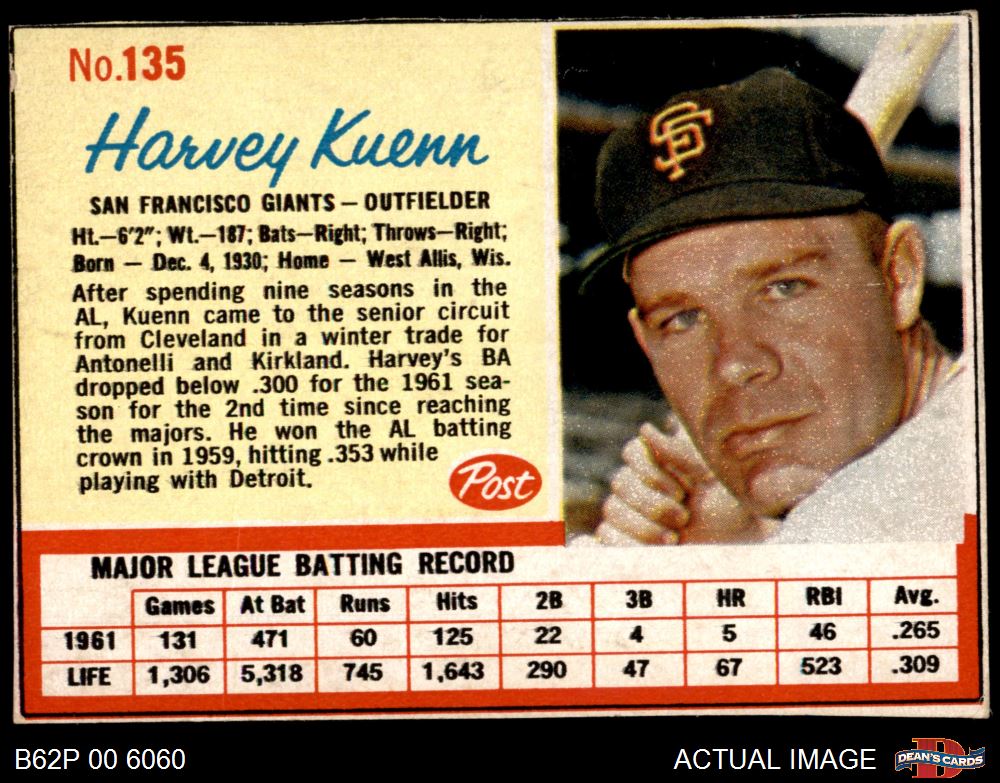 No.135
Harvey Kuenn
SAN FRANCISCO GIANTS — OUTFIELDER
Ht.—6'2"; Wt.—187; Bats—Right; Throws—Right;
Born — Dec. 4, 1930; Home — West Allis, Wis.
After spending nine seasons in the
AL, Kuenn came to the senior circuit
from Cleveland in a winter trade for
Antonelli and Kirkland. Harvey's BA
dropped below .300 for the 1961 sea-
son for the 2nd time since reaching
the majors. He won the AL batting
crown in 1959, hitting .353 while
playing with Detroit.
Post
SF
MAJOR LEAGUE BATTING RECORD
Games At Bat Runs Hits 2B 3B HR RBI Avg.
1961 131 471 60 125 22 4 5 46 .265
LIFE 1,306 5,318 745 1,643 290 47 67 523 .309
B62P 00 6060
ACTUAL IMAGE
D
DEAN'S CARDS